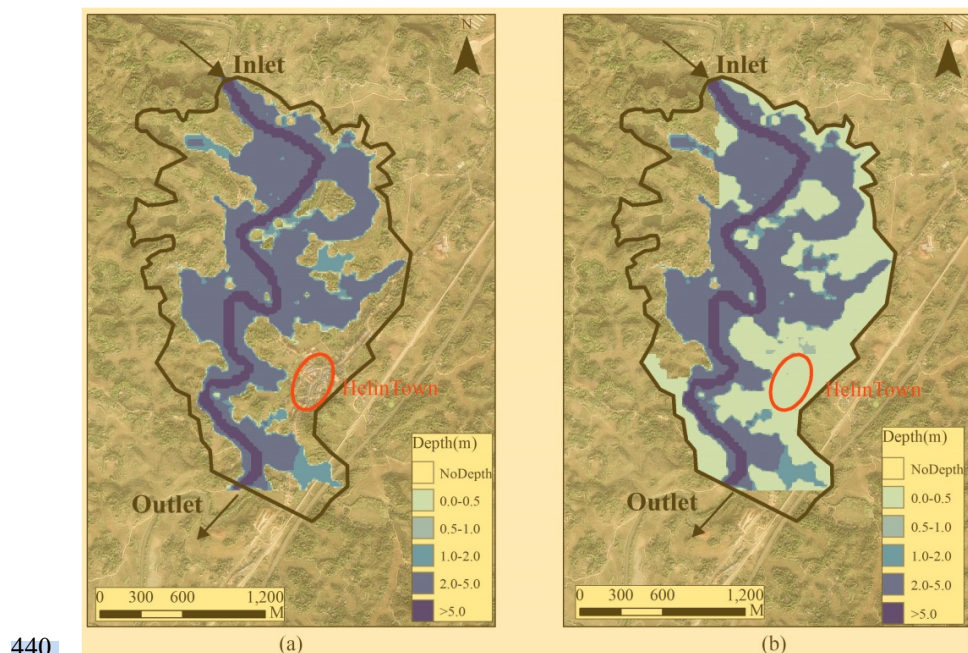 N
Inlet
HelinTown
Outlet
Depth(m)
NoDepth
0.0-0.5
0.5-1.0
1.0-2.0
2.0-5.0
>5.0
0 300 600 1,200
M
(a)
N
Inlet
HelinTown
Outlet
Depth(m)
NoDepth
0.0-0.5
0.5-1.0
1.0-2.0
2.0-5.0
>5.0
0 300 600 1,200
M
(b)
440